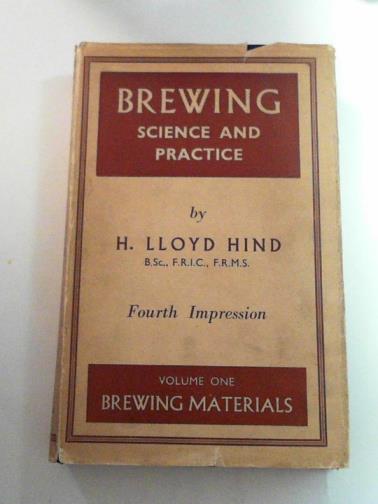 BREWING
SCIENCE AND
PRACTICE
by
H. LLOYD HIND
B.Sc., F.R.I.C., F.R.M.S.
Fourth Impression
VOLUME ONE
BREWING MATERIALS